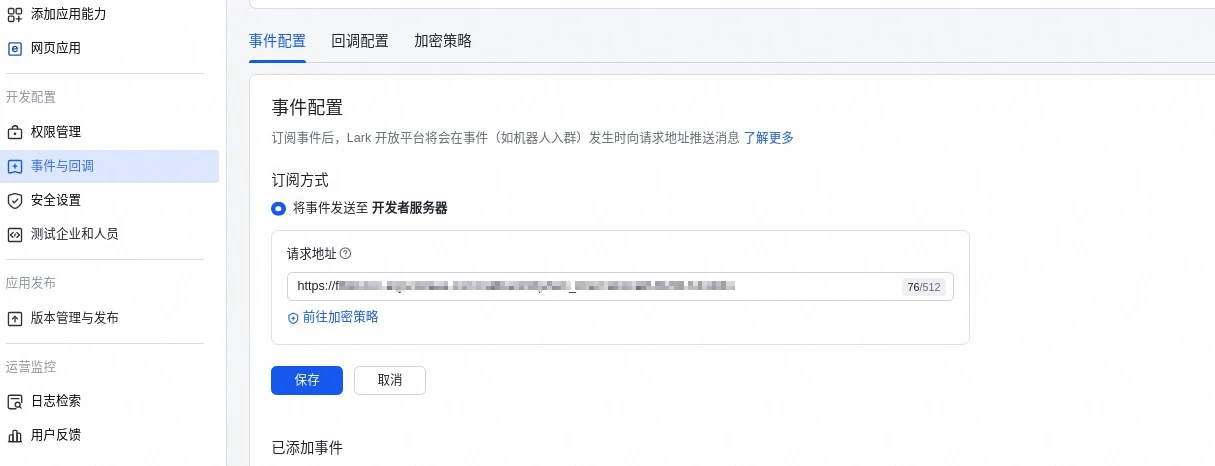 添加应用能力
网页应用
开发配置
权限管理
事件与回调
安全设置
测试企业和人员
应用发布
版本管理与发布
运营监控
日志检索
用户反馈
事件配置 回调配置 加密策略
事件配置
订阅事件后，Lark 开放平台将会在事件（如机器人入群）发生时向请求地址推送消息 了解更多
订阅方式
将事件发送至 开发者服务器
请求地址
https://f
76/512
前往加密策略
保存 取消
已添加事件